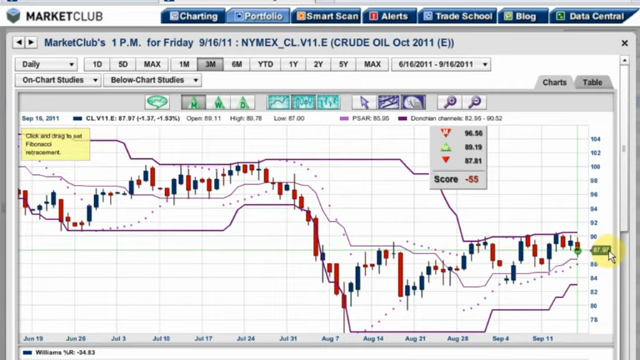 MARKETCLUB Charting Portfolio Smart Scan Alerts Trade School Blog Data Central
MarketClub's 1 P.M. for Friday 9/16/11 : NYMEX_CL.V11.E (CRUDE OIL Oct 2011 (E))
Daily 1D 5D MAX 1M 3M 6M YTD 1Y 2Y 5Y MAX 6/16/2011 - 9/16/2011
On-Chart Studies Below-Chart Studies Charts Table
M W D
Sep 16, 2011 CL.V11.E: 87.97 (-1.37, -1.53%) Open: 89.11 High: 89.78 Low: 87.00 PSAR: 85.95 Donchian channels: 82.95 - 90.52
Click and drag to set
Fibonacci
retracement.
M 96.56
89.19
87.81
Score -55
104
102
100
98
96
94
92
90
88
87.97
84
82
80
78
Jun 19 Jun 26 Jul 3 Jul 10 Jul 17 Jul 24 Jul 31 Aug 7 Aug 14 Aug 21 Aug 28 Sep 4 Sep 11
Williams %R: -34.83